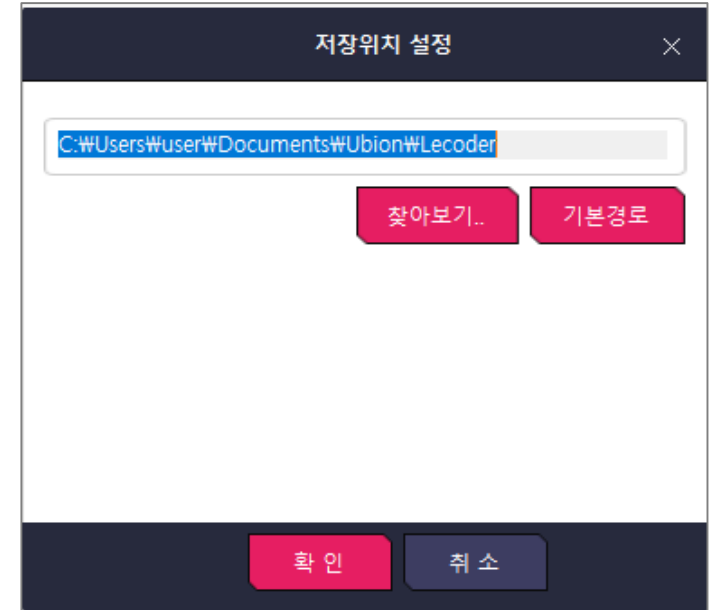 저장위치 설정
C:₩Users₩user₩Documents₩Ubion₩Lecoder
찾아보기.. 기본경로
확 인 취 소